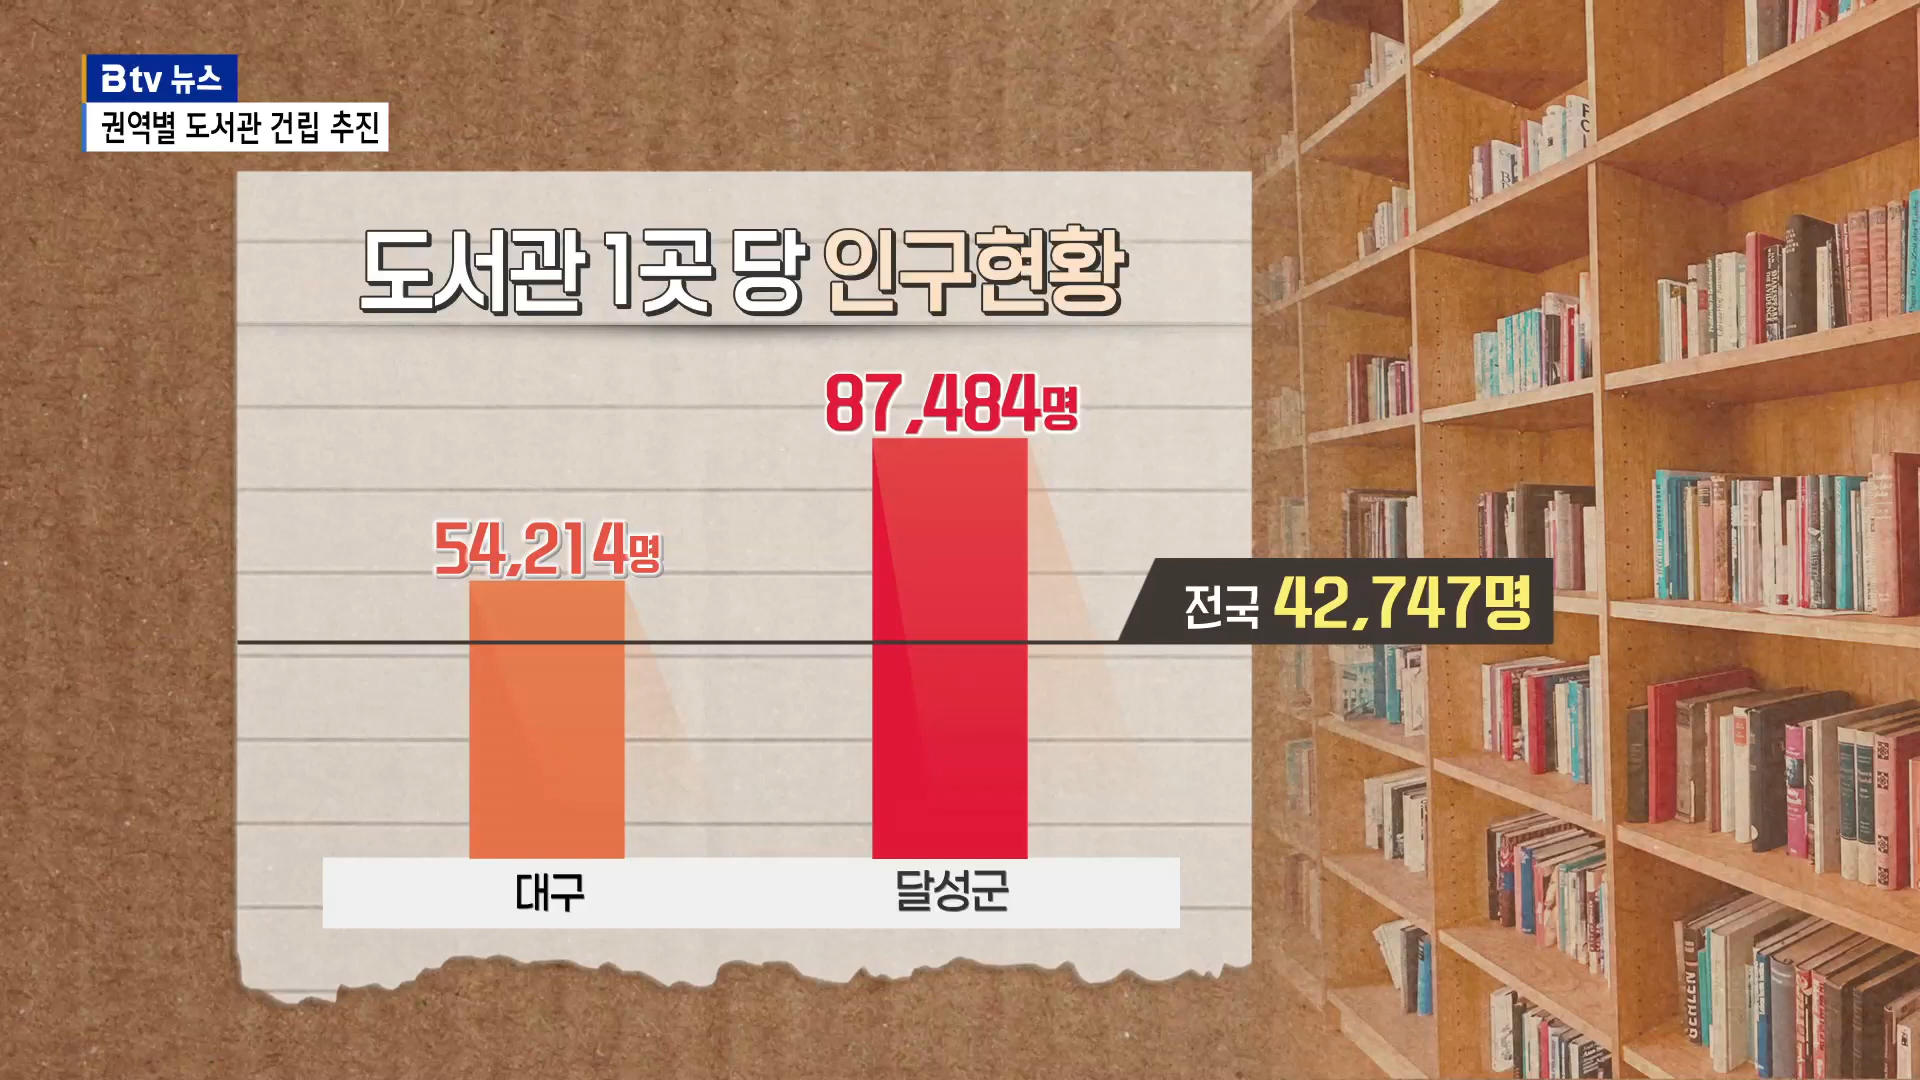 Btv 뉴스
권역별 도서관 건립 추진
도서관 1곳 당 인구현황
87,484명
54,214명
전국 42,747명
대구
달성군